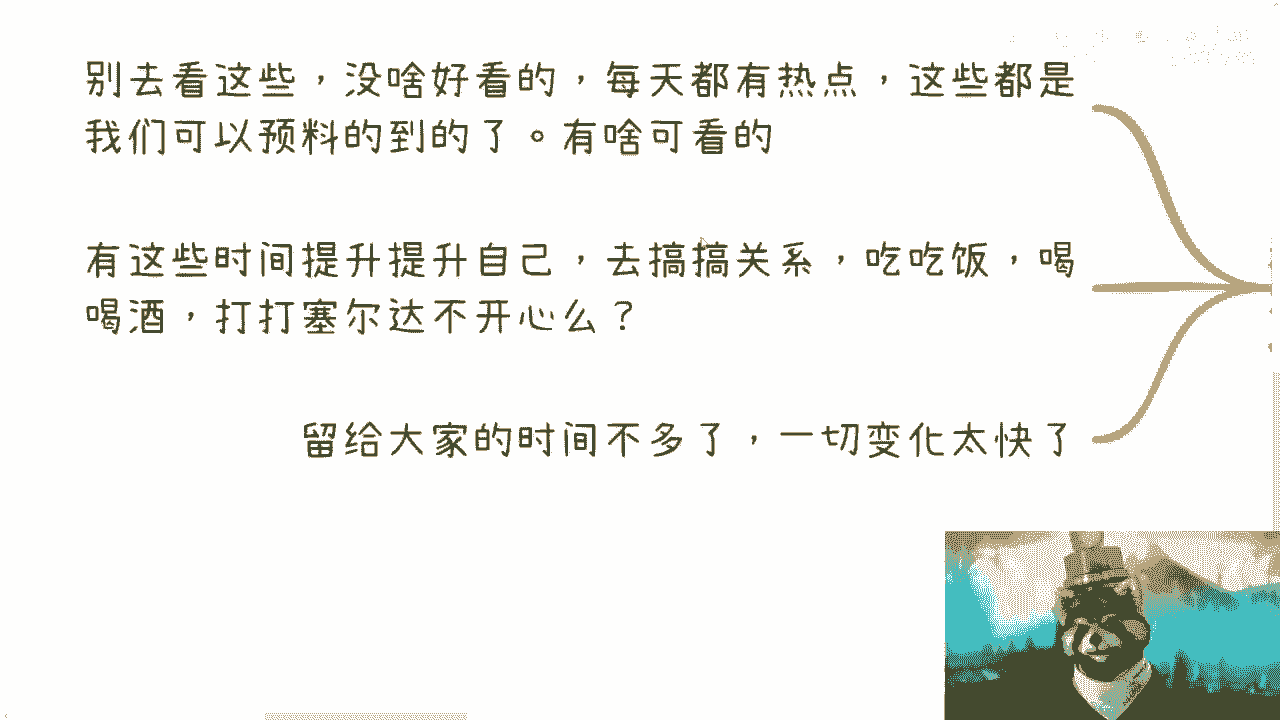 别去看这些，没啥好看的，每天都有热点，这些都是
我们可以预料的到的了。有啥可看的
有这些时间提升提升自己，去搞搞关系，吃吃饭，喝
喝酒，打打塞尔达不开心么？
留给大家的时间不多了，一切变化太快了